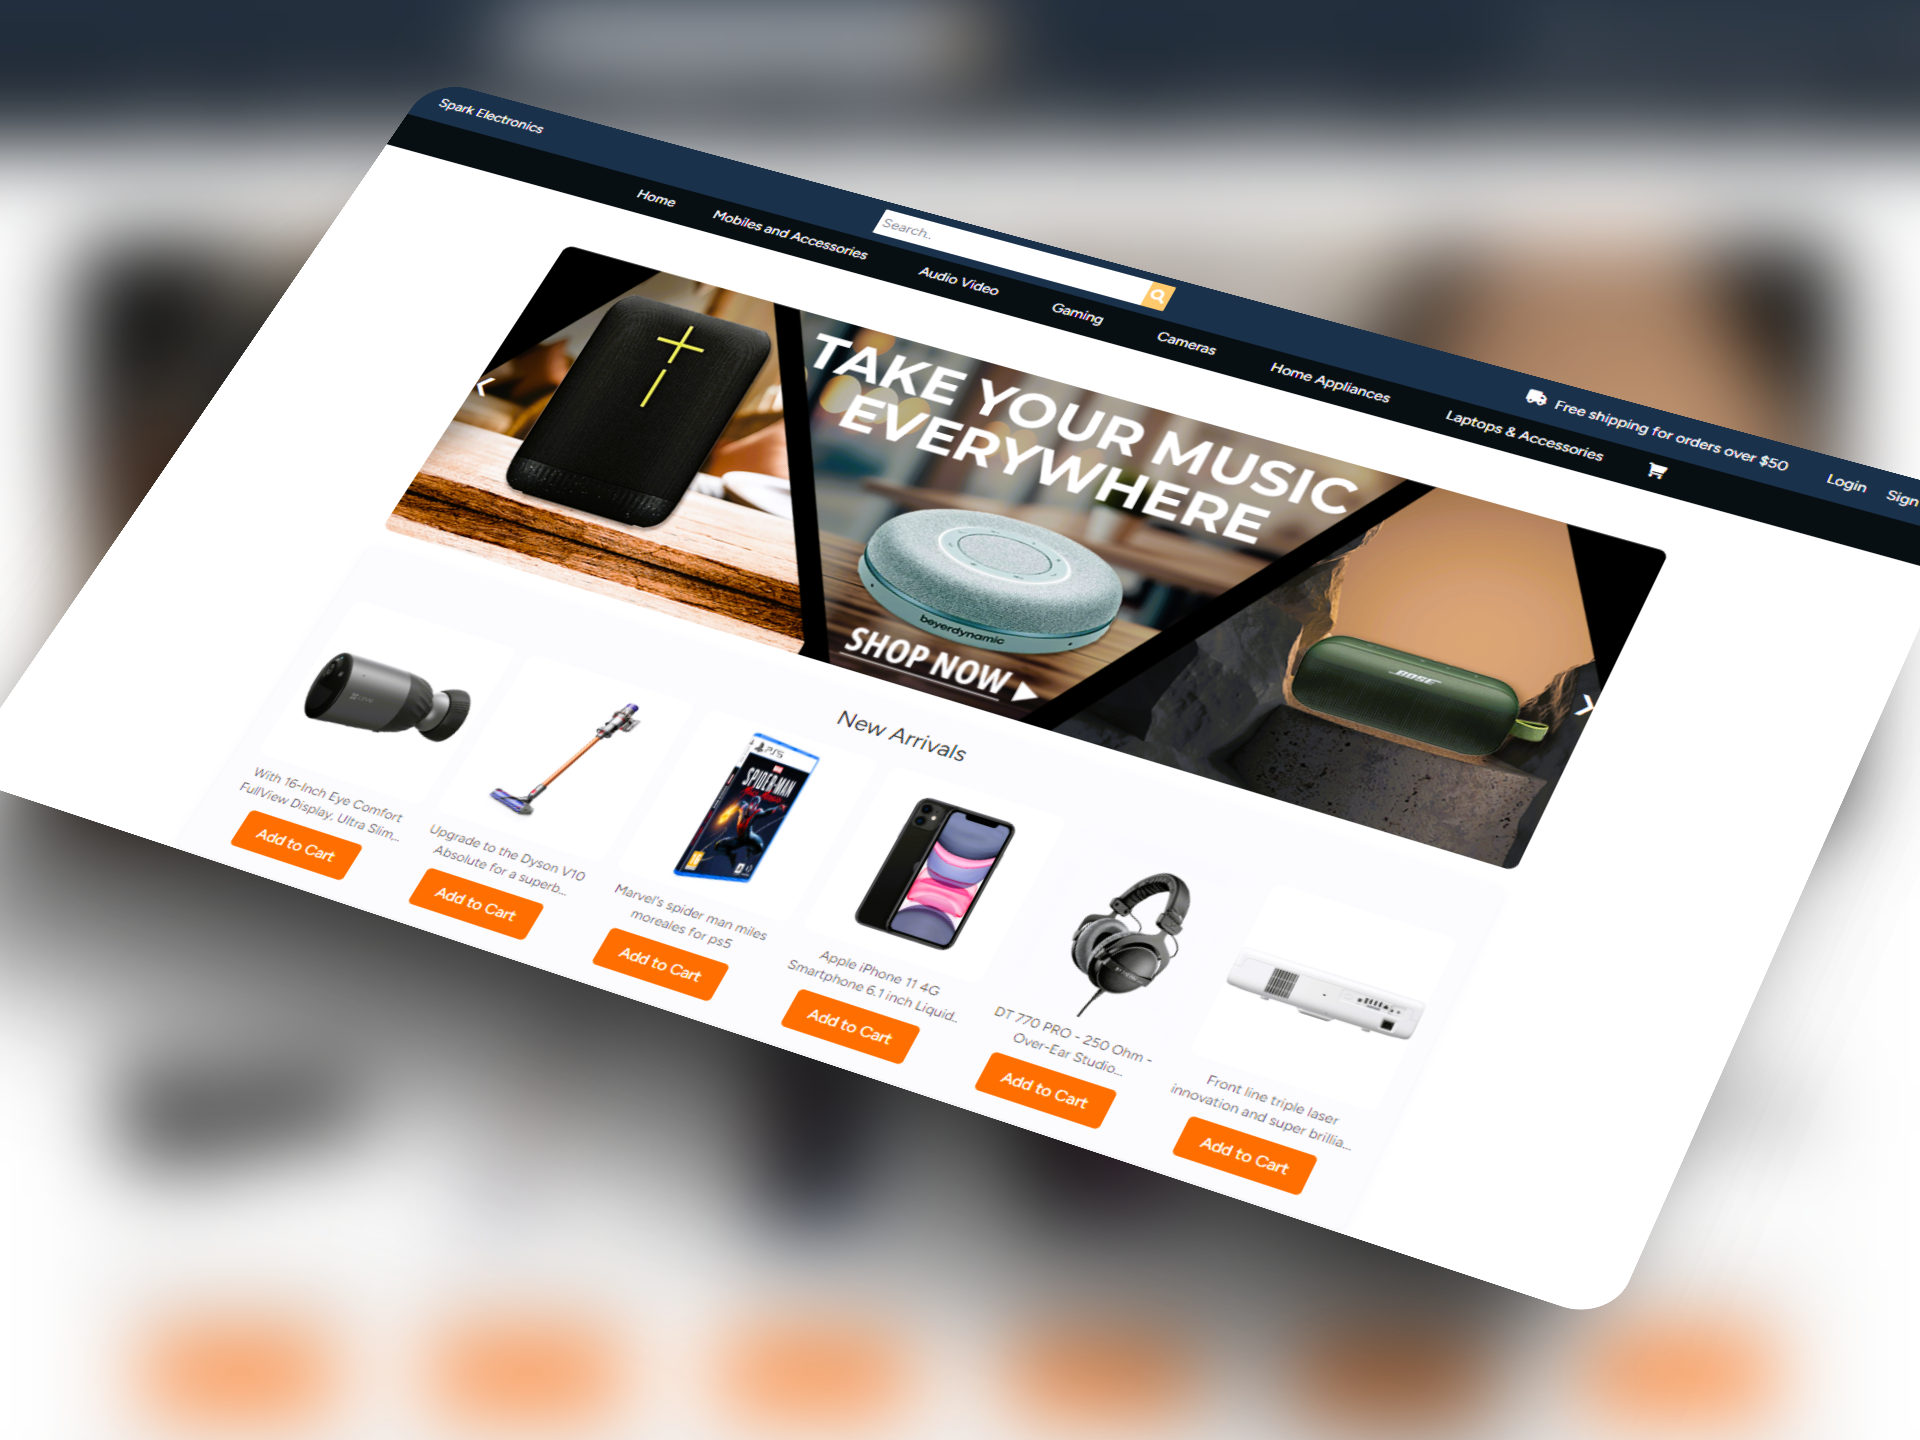 Spark Electronics
Search..
Free shipping for orders over $50
Login
Sign
Home
Mobiles and Accessories
Audio Video
Gaming
Cameras
Home Appliances
Laptops & Accessories
TAKE YOUR MUSIC
EVERYWHERE
beyerdynamic
SHOP NOW
BOSE
New Arrivals
With 16-Inch Eye Comfort
FullView Display, Ultra Slim,...
Add to Cart
Upgrade to the Dyson V10
Absolute for a superb...
Add to Cart
PS5
MARVEL
SPIDER-MAN
Marvel's spider man miles
moreales for ps5
Add to Cart
Apple iPhone 11 4G
Smartphone 6.1 inch Liquid...
Add to Cart
DT 770 PRO - 250 Ohm -
Over-Ear Studio...
Add to Cart
Front line triple laser
innovation and super brillia...
Add to Cart